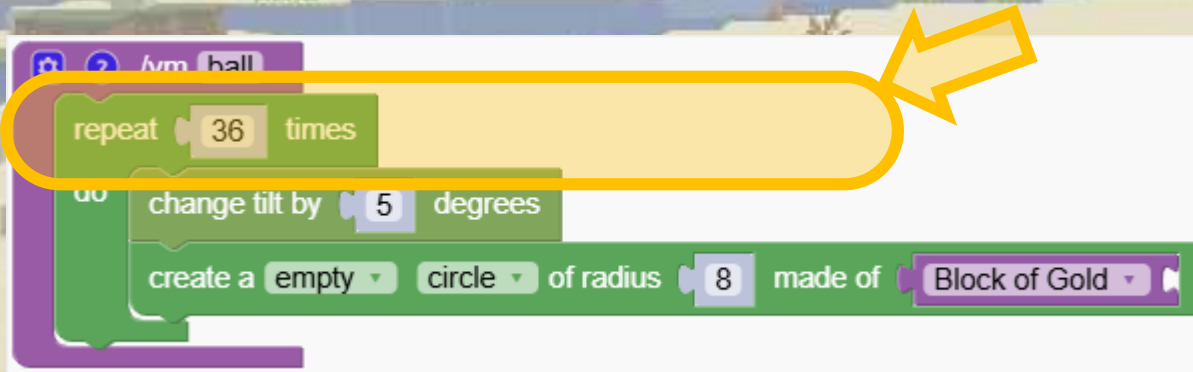 /vm ball
repeat 36 times
do change tilt by 5 degrees
create a empty circle of radius 8 made of Block of Gold